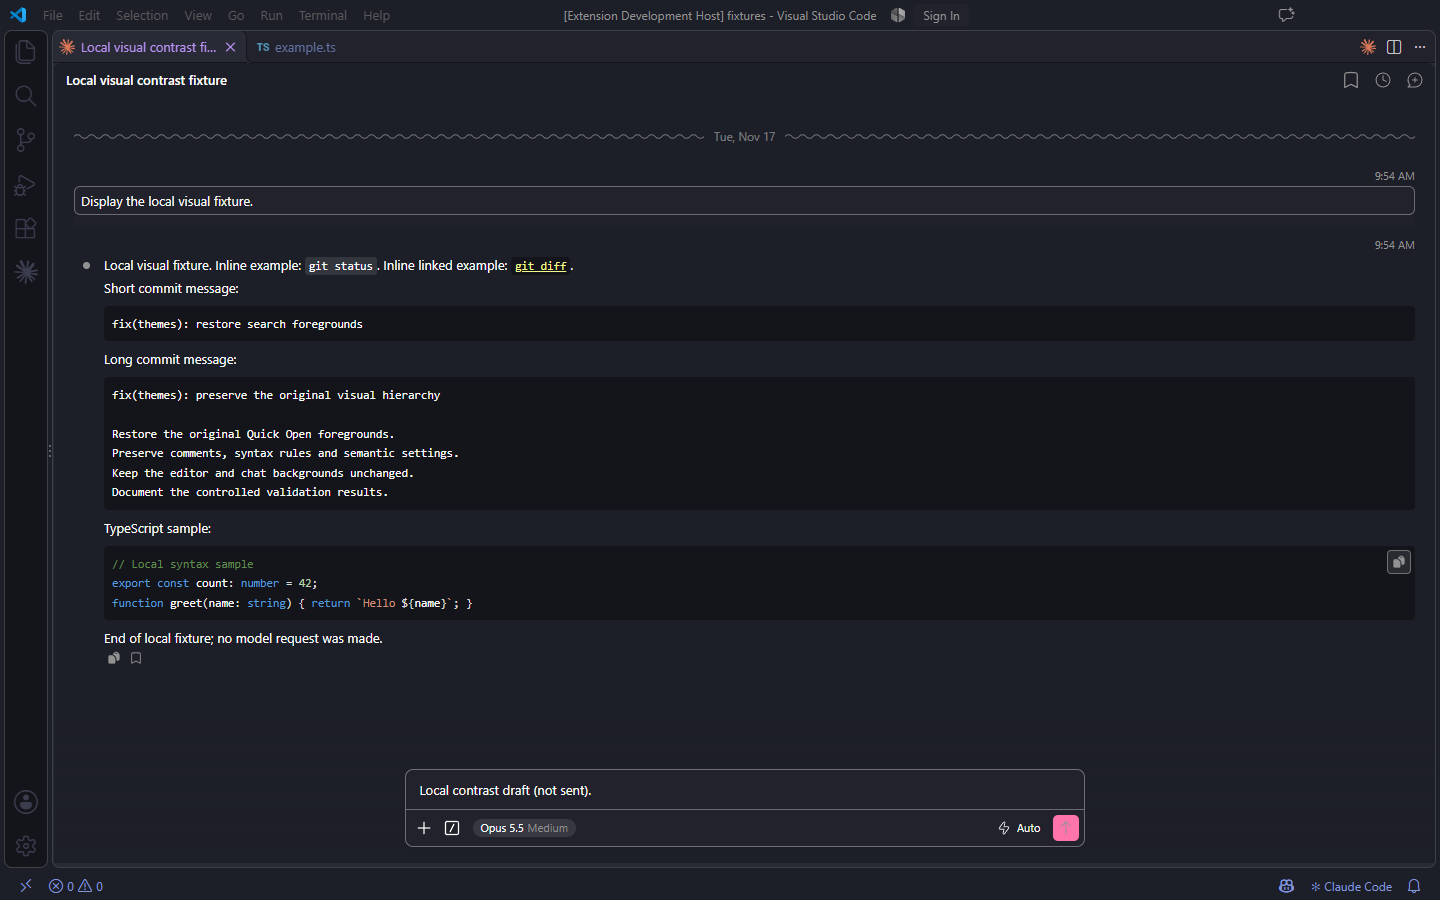 File Edit Selection View Go Run Terminal Help
[Extension Development Host] fixtures - Visual Studio Code
Sign In
Local visual contrast fi...
TS example.ts
Local visual contrast fixture
Tue, Nov 17
9:54 AM
Display the local visual fixture.
9:54 AM
Local visual fixture. Inline example: git status. Inline linked example: git diff.
Short commit message:
fix(themes): restore search foregrounds
Long commit message:
fix(themes): preserve the original visual hierarchy
Restore the original Quick Open foregrounds.
Preserve comments, syntax rules and semantic settings.
Keep the editor and chat backgrounds unchanged.
Document the controlled validation results.
TypeScript sample:
// Local syntax sample
export const count: number = 42;
function greet(name: string) { return `Hello ${name}`; }
End of local fixture; no model request was made.
Local contrast draft (not sent).
Opus 5.5 Medium
Auto
0 0
Claude Code